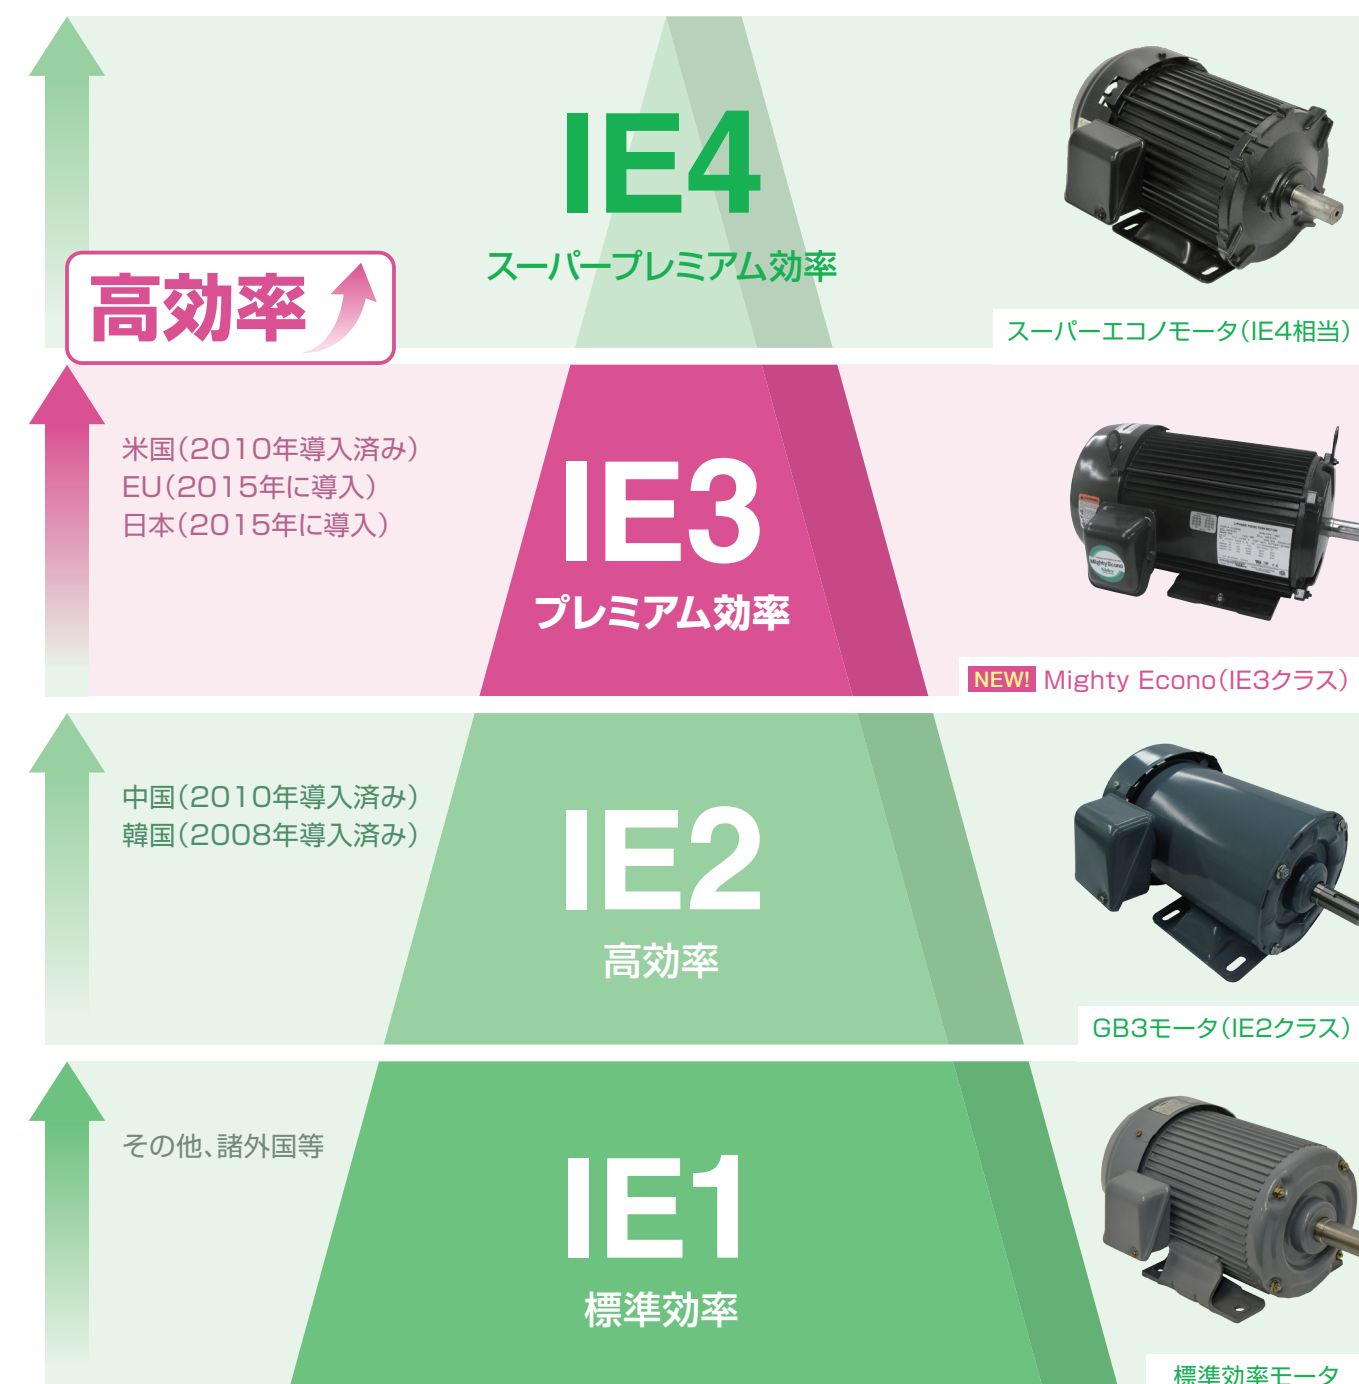 IE4
スーパープレミアム効率
高効率
スーパーエコノモータ(IE4相当)
米国(2010年導入済み)
EU(2015年に導入)
日本(2015年に導入)
IE3
プレミアム効率
Mighty Econo
NEW! Mighty Econo(IE3クラス)
中国(2010年導入済み)
韓国(2008年導入済み)
IE2
高効率
GB3モータ(IE2クラス)
その他、諸外国等
IE1
標準効率
標準効率モータ